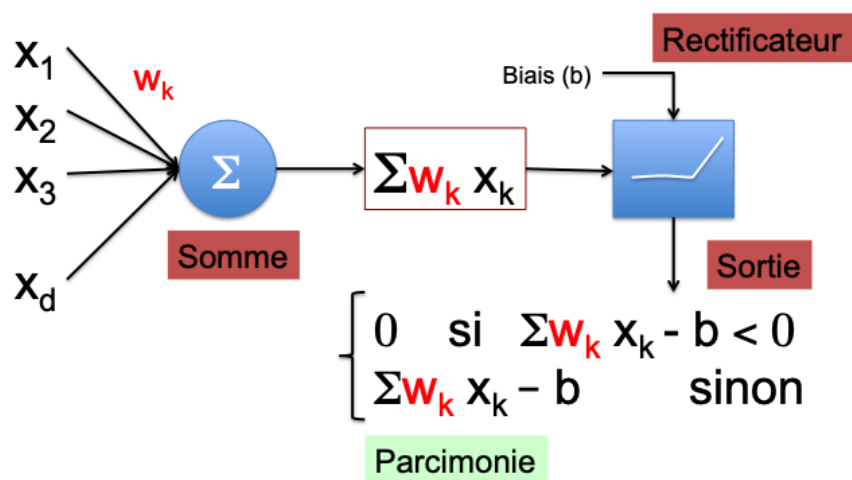 Rectificateur
x₁
wₖ
Biais (b)
x₂
x₃
Σ
Σwₖ xₖ
Somme
Sortie
x_d
0 si Σwₖ xₖ - b < 0
Σwₖ xₖ – b sinon
Parcimonie